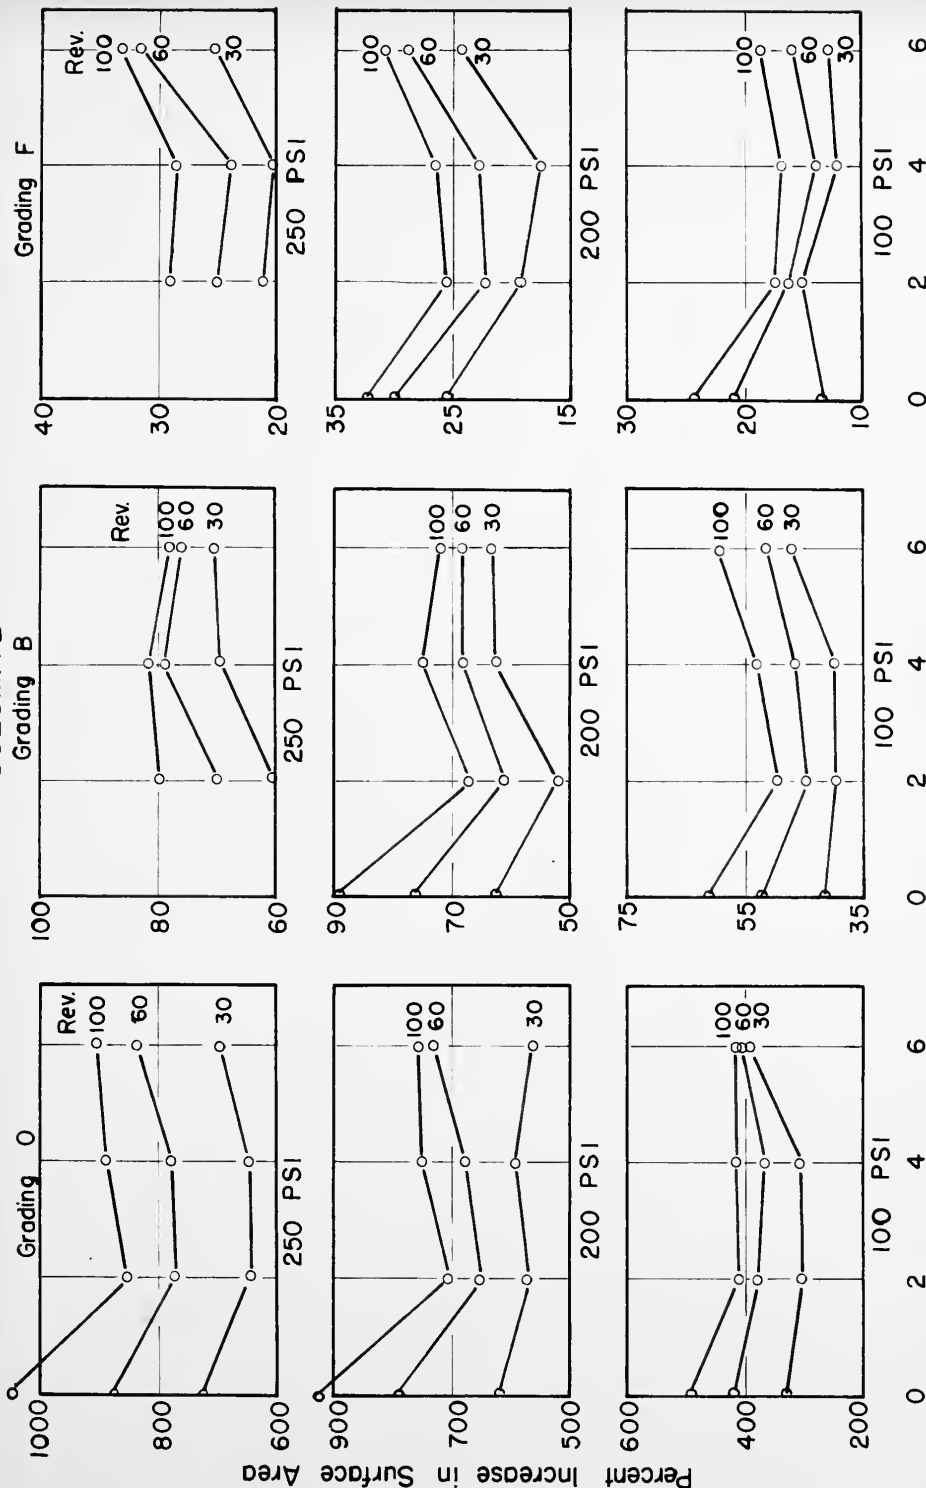 Grading O
Grading B
Grading F
Percent Increase in Surface Area
1000
800
600
Rev.
100
60
30
250 PSI
100
80
60
Rev.
100
60
30
250 PSI
40
30
20
Rev.
100
60
30
250 PSI
900
700
500
100
60
30
200 PSI
90
70
50
100
60
30
200 PSI
35
25
15
100
60
30
200 PSI
600
400
200
100
60
30
100 PSI
0 2 4 6
75
55
35
100
60
30
100 PSI
0 2 4 6
30
20
10
100
60
30
100 PSI
0 2 4 6